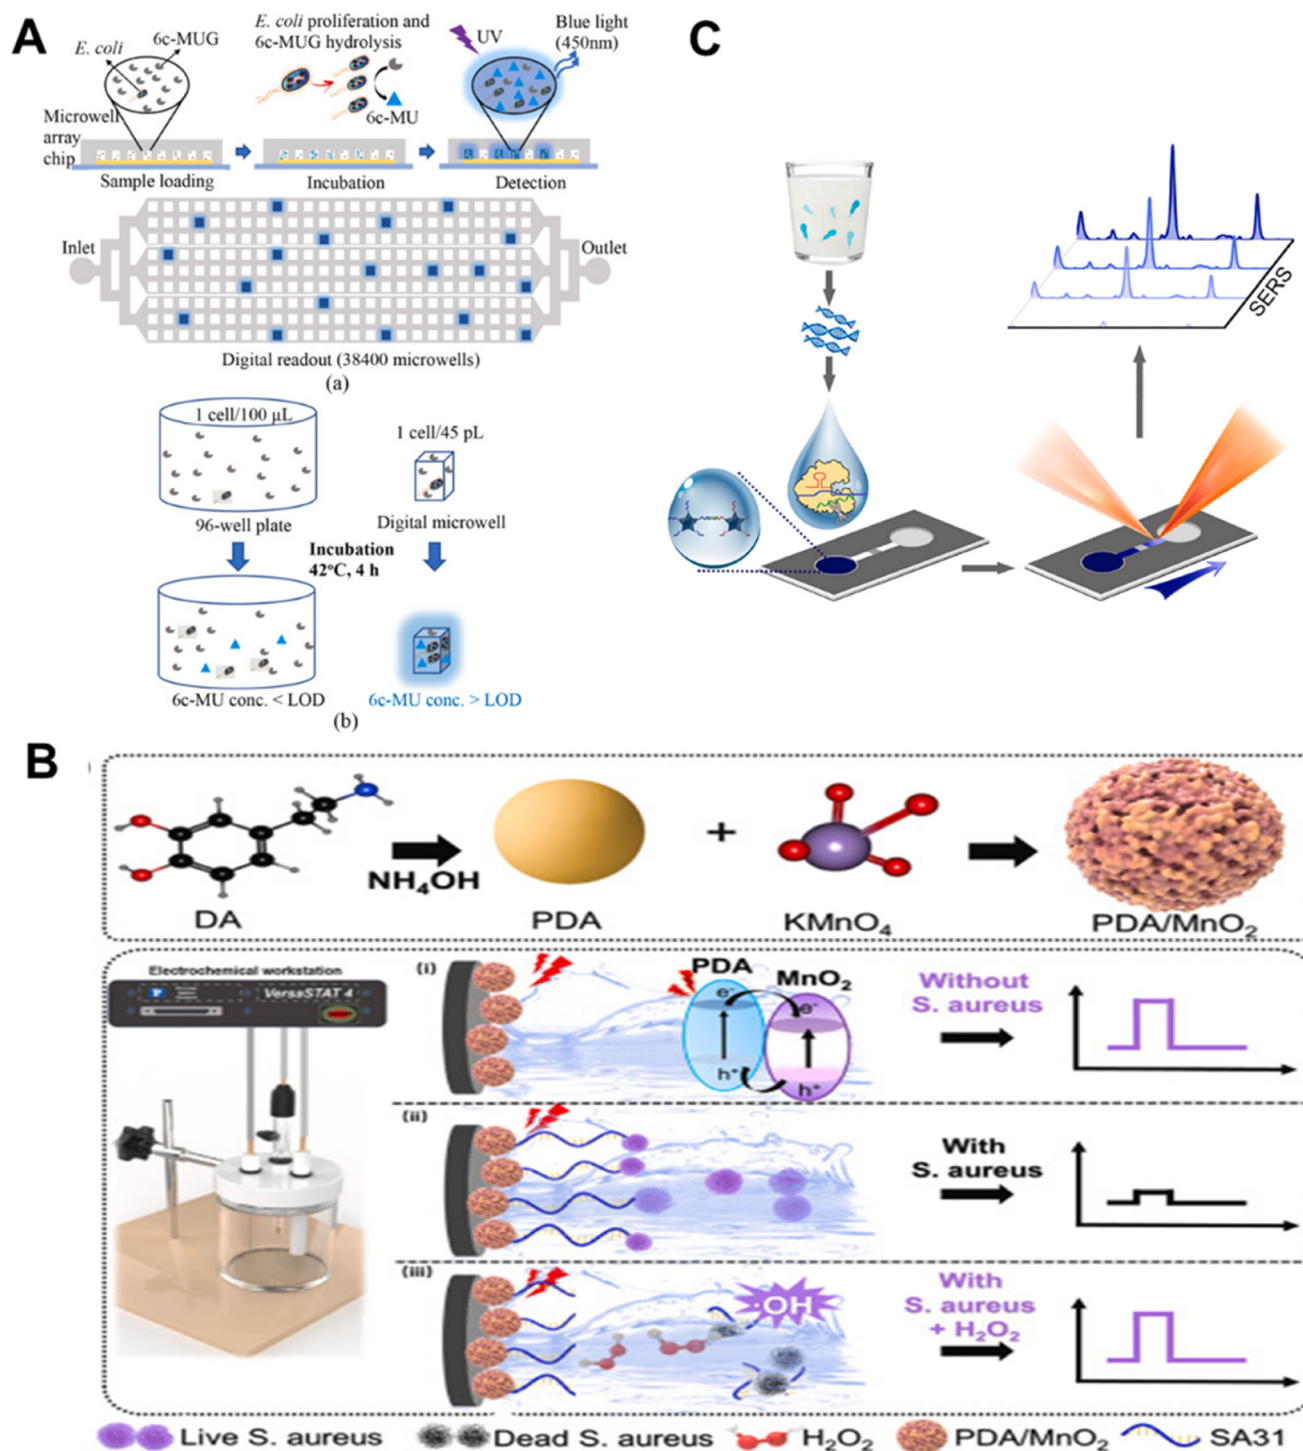 A
E. coli
6c-MUG
Microwell
array
chip
Sample loading
E. coli proliferation and
6c-MUG hydrolysis
6c-MU
Incubation
UV
Blue light
(450nm)
Detection
Inlet
Outlet
Digital readout (38400 microwells)
(a)
1 cell/100 µL
1 cell/45 pL
96-well plate
Digital microwell
Incubation
42°C, 4 h
6c-MU conc. < LOD
6c-MU conc. > LOD
(b)
C
SERS
B
DA
NH₄OH
PDA
+
KMnO₄
PDA/MnO₂
Electrochemical workstation
VersaSTAT 4
(i)
PDA
MnO₂
e⁻
e⁻
h⁺
h⁺
Without
S. aureus
(ii)
With
S. aureus
(iii)
·OH
With
S. aureus
+ H₂O₂
Live S. aureus
Dead S. aureus
H₂O₂
PDA/MnO₂
SA31